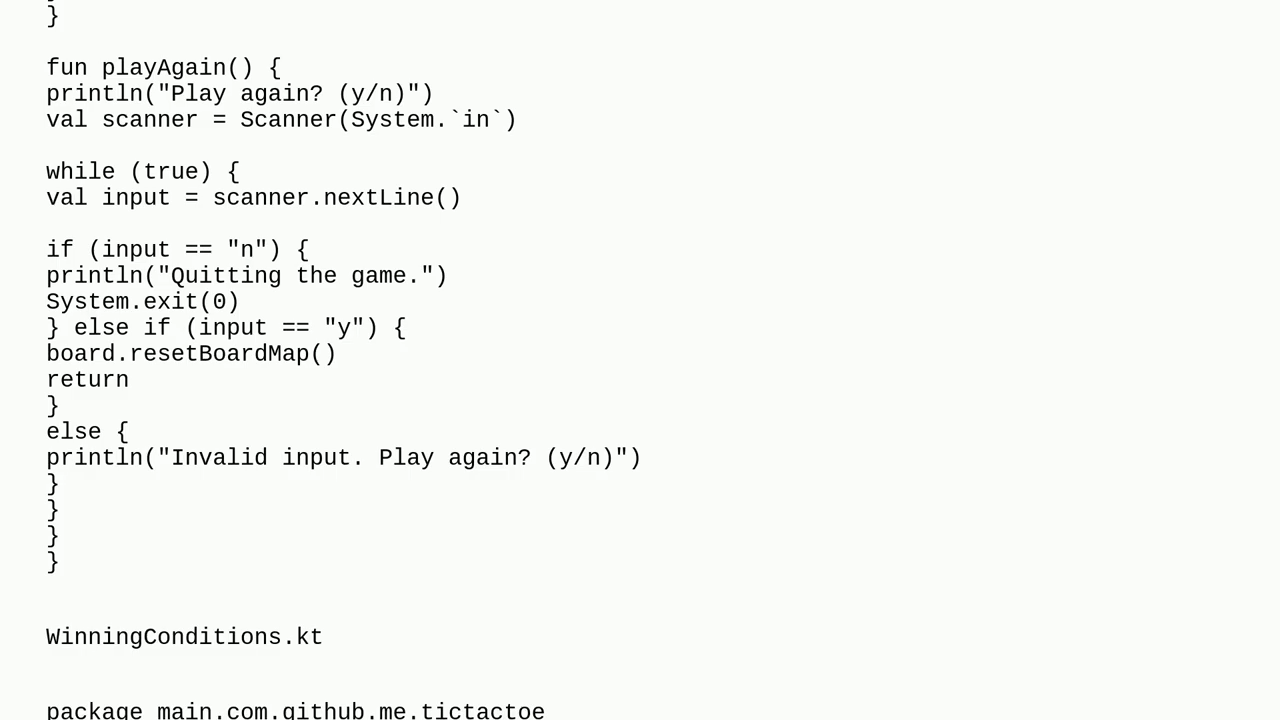 }
fun playAgain() {
println("Play again? (y/n)")
val scanner = Scanner(System.`in`)
while (true) {
val input = scanner.nextLine()
if (input == "n") {
println("Quitting the game.")
System.exit(0)
} else if (input == "y") {
board.resetBoardMap()
return
}
else {
println("Invalid input. Play again? (y/n)")
}
}
}
}
WinningConditions.kt
package main.com.github.me.tictactoe